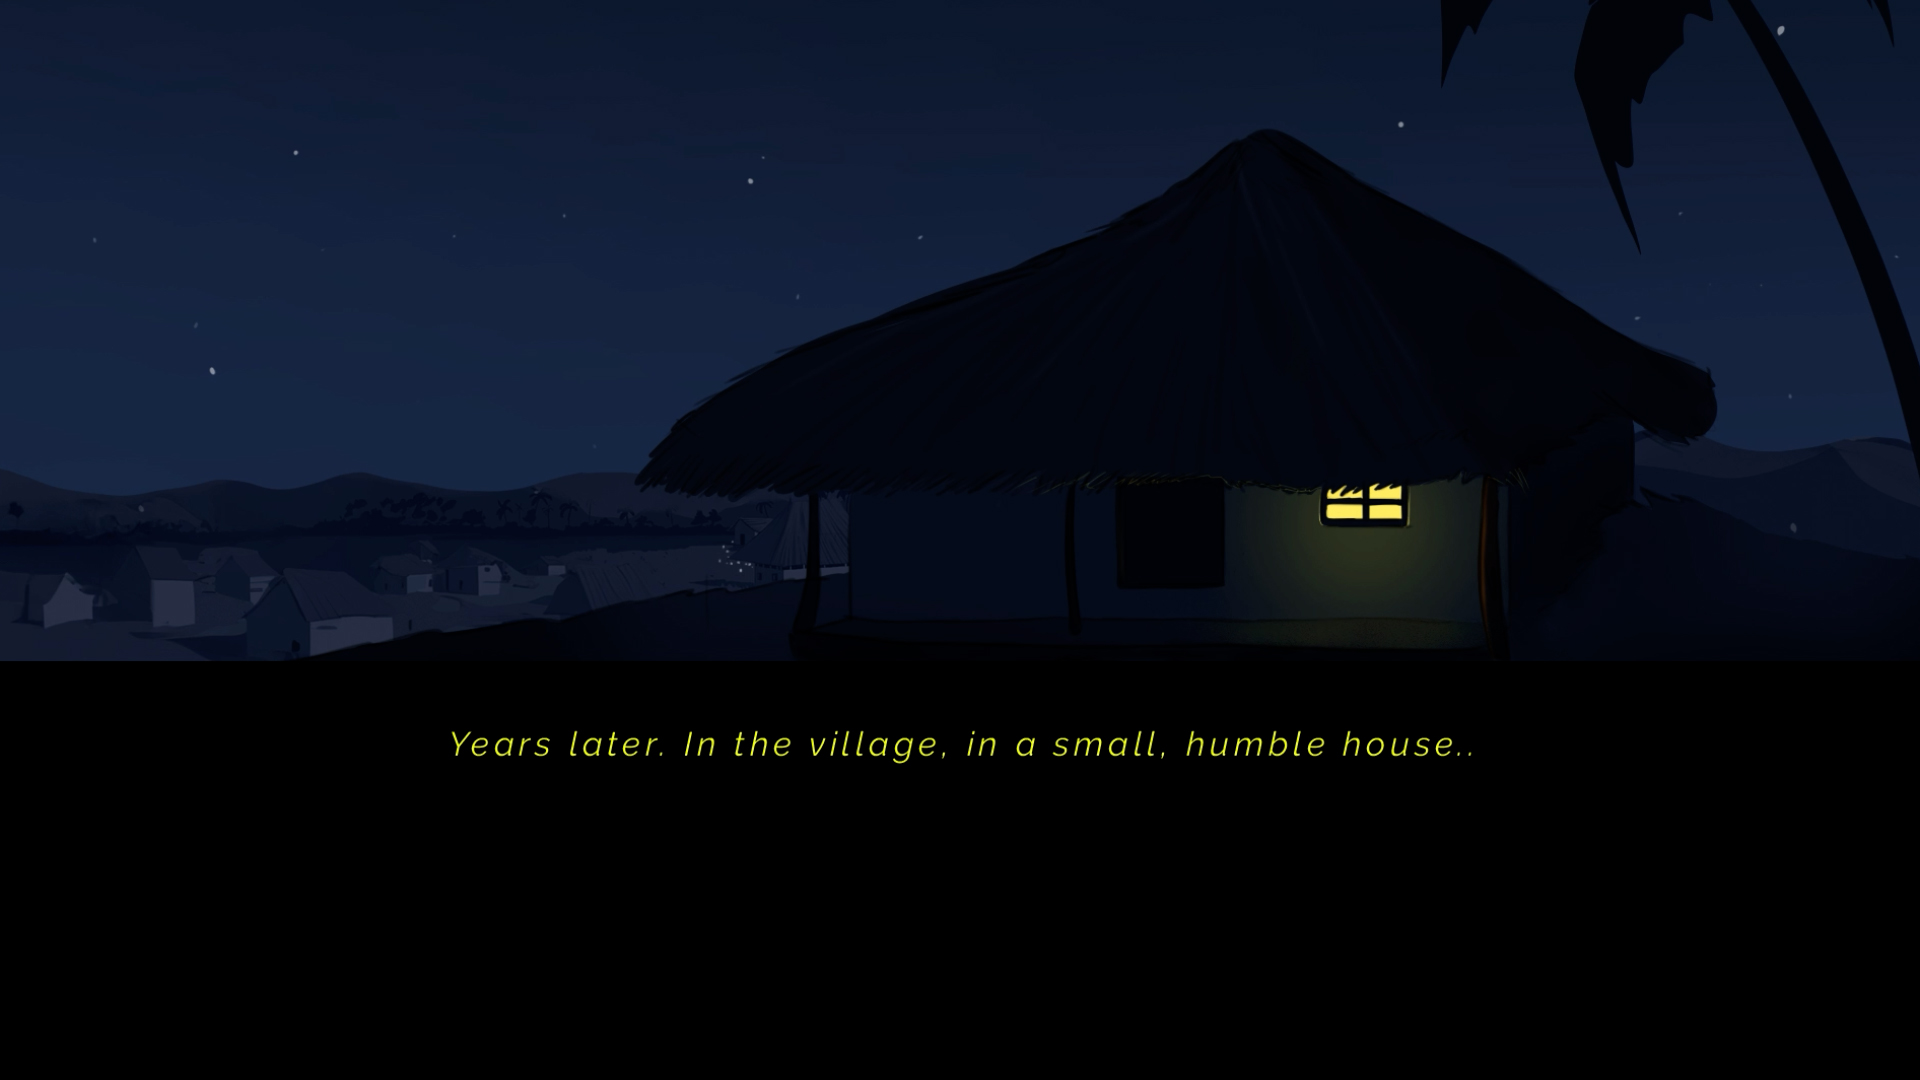 Years later. In the village, in a small, humble house..